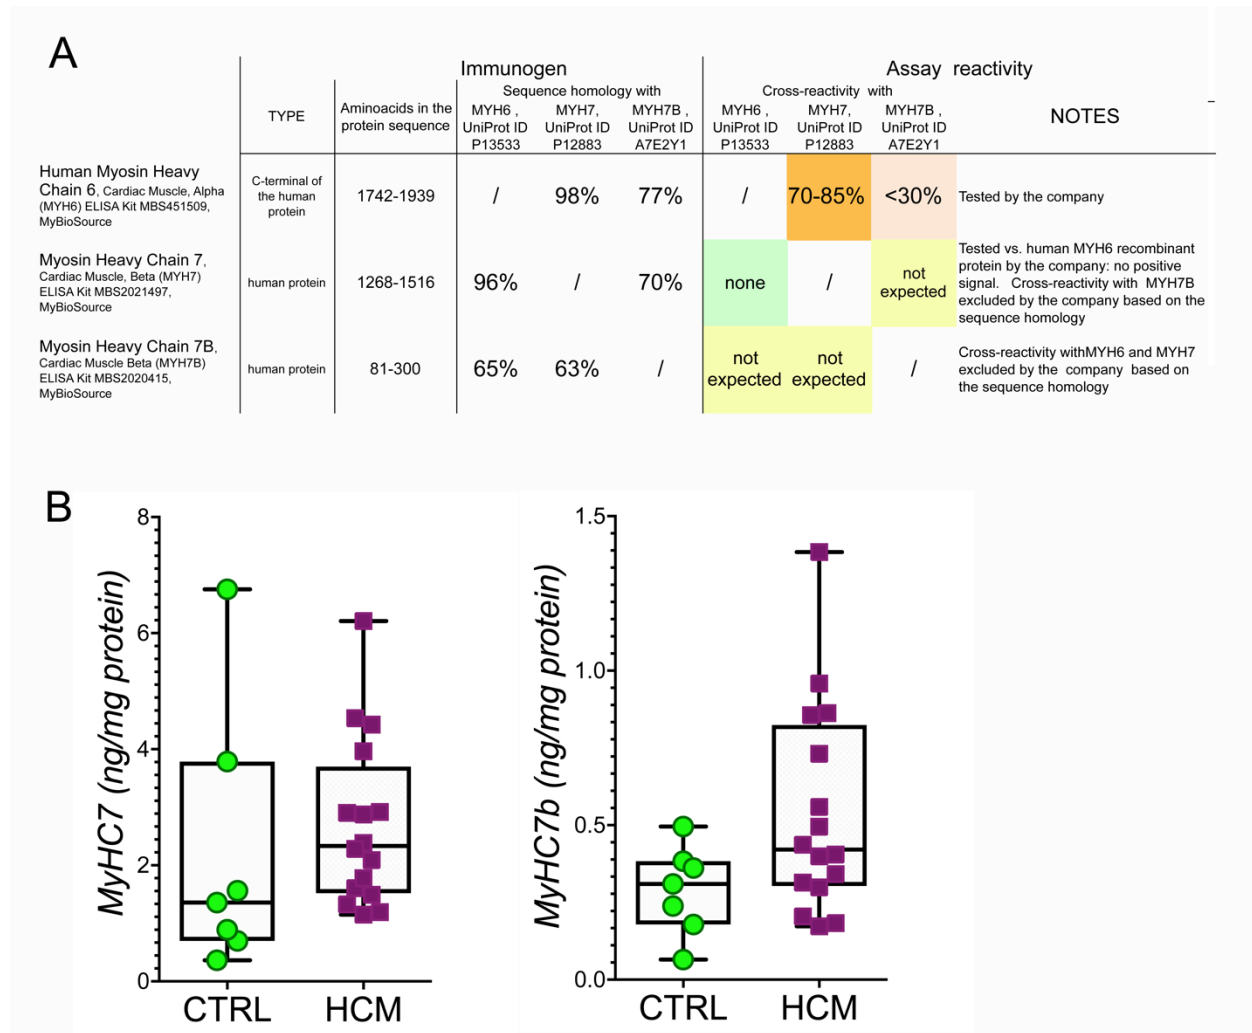 A
Immunogen
Assay reactivity
TYPE
Aminoacids in the
protein sequence
Sequence homology with
MYH6 ,
UniProt ID
P13533
MYH7,
UniProt ID
P12883
MYH7B ,
UniProt ID
A7E2Y1
Cross-reactivity with
MYH6 ,
UniProt ID
P13533
MYH7,
UniProt ID
P12883
MYH7B ,
UniProt ID
A7E2Y1
NOTES
Human Myosin Heavy
Chain 6, Cardiac Muscle, Alpha
(MYH6) ELISA Kit MBS451509,
MyBioSource
C-terminal of
the human
protein
1742-1939
/
98%
77%
/
70-85%
<30%
Tested by the company
Myosin Heavy Chain 7,
Cardiac Muscle, Beta (MYH7)
ELISA Kit MBS2021497,
MyBioSource
human protein
1268-1516
96%
/
70%
none
/
not
expected
Tested vs. human MYH6 recombinant
protein by the company: no positive
signal. Cross-reactivity with MYH7B
excluded by the company based on the
sequence homology
Myosin Heavy Chain 7B,
Cardiac Muscle Beta (MYH7B)
ELISA Kit MBS2020415,
MyBioSource
human protein
81-300
65%
63%
/
not
expected
not
expected
/
Cross-reactivity withMYH6 and MYH7
excluded by the company based on
the sequence homology
B
MyHC7 (ng/mg protein)
8
6
4
2
0
CTRL
HCM
MyHC7b (ng/mg protein)
1.5
1.0
0.5
0.0
CTRL
HCM